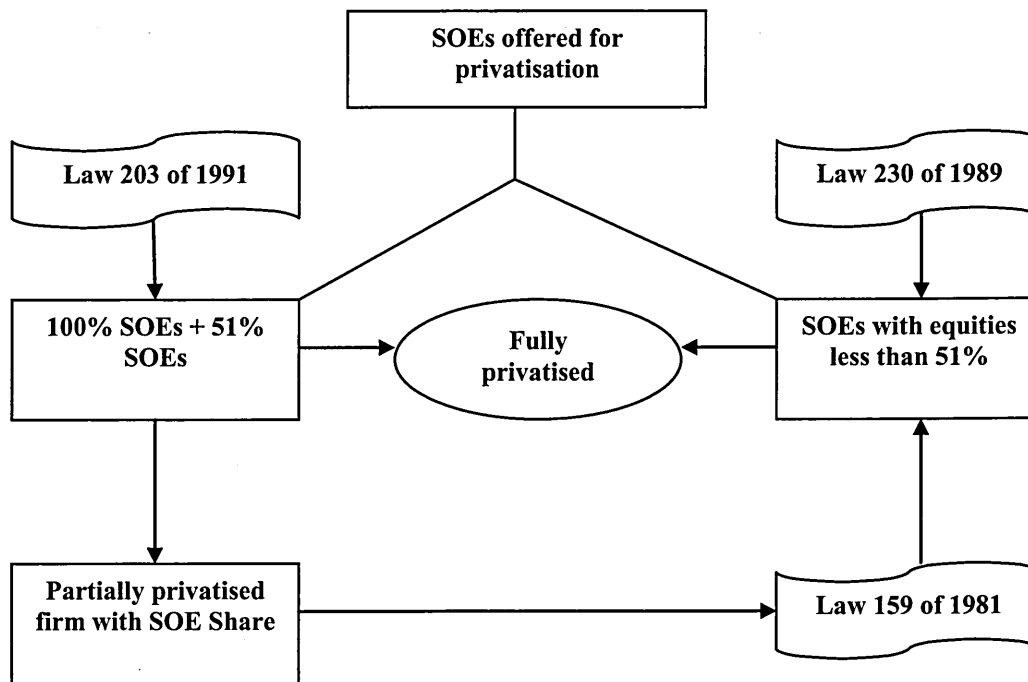 SOEs offered for
privatisation
Law 203 of 1991
Law 230 of 1989
100% SOEs + 51%
SOEs
Fully
privatised
SOEs with equities
less than 51%
Partially privatised
firm with SOE Share
Law 159 of 1981